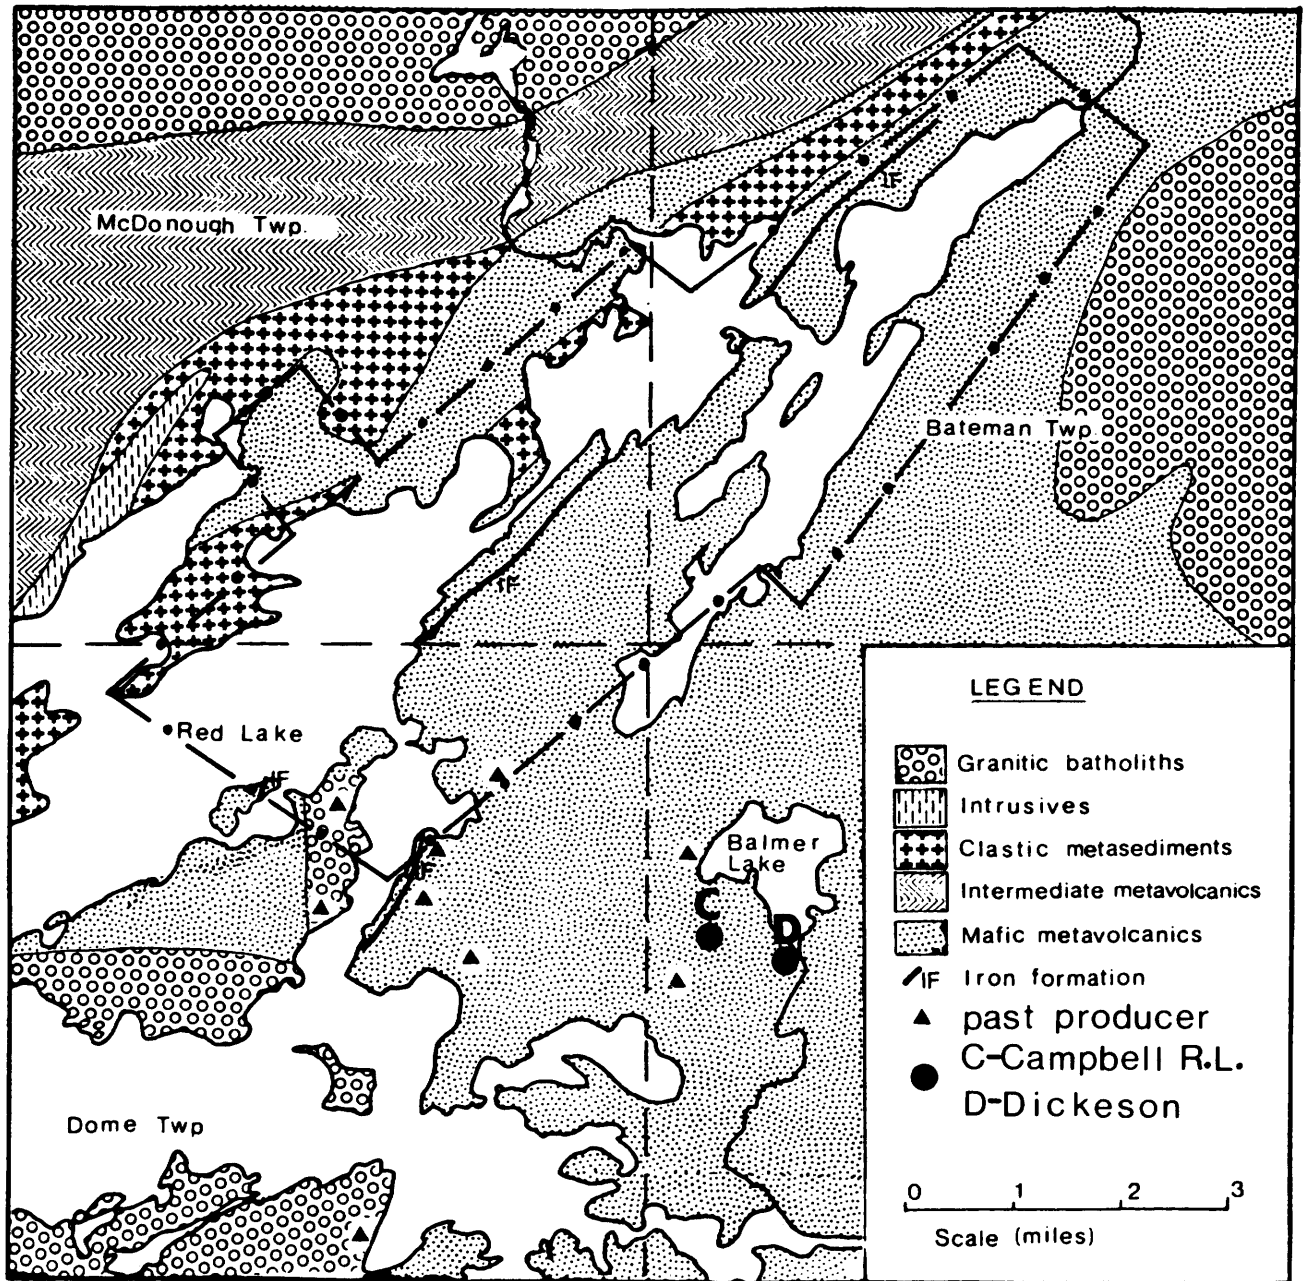 IF
McDonough Twp.
Bateman Twp.
IF
Red Lake
IF
Balmer
Lake
IF
C
D
Dome Twp
LEGEND
Granitic batholiths
Intrusives
Clastic metasediments
Intermediate metavolcanics
Mafic metavolcanics
IF Iron formation
past producer
C-Campbell R.L.
D-Dickeson
0 1 2 3
Scale (miles)